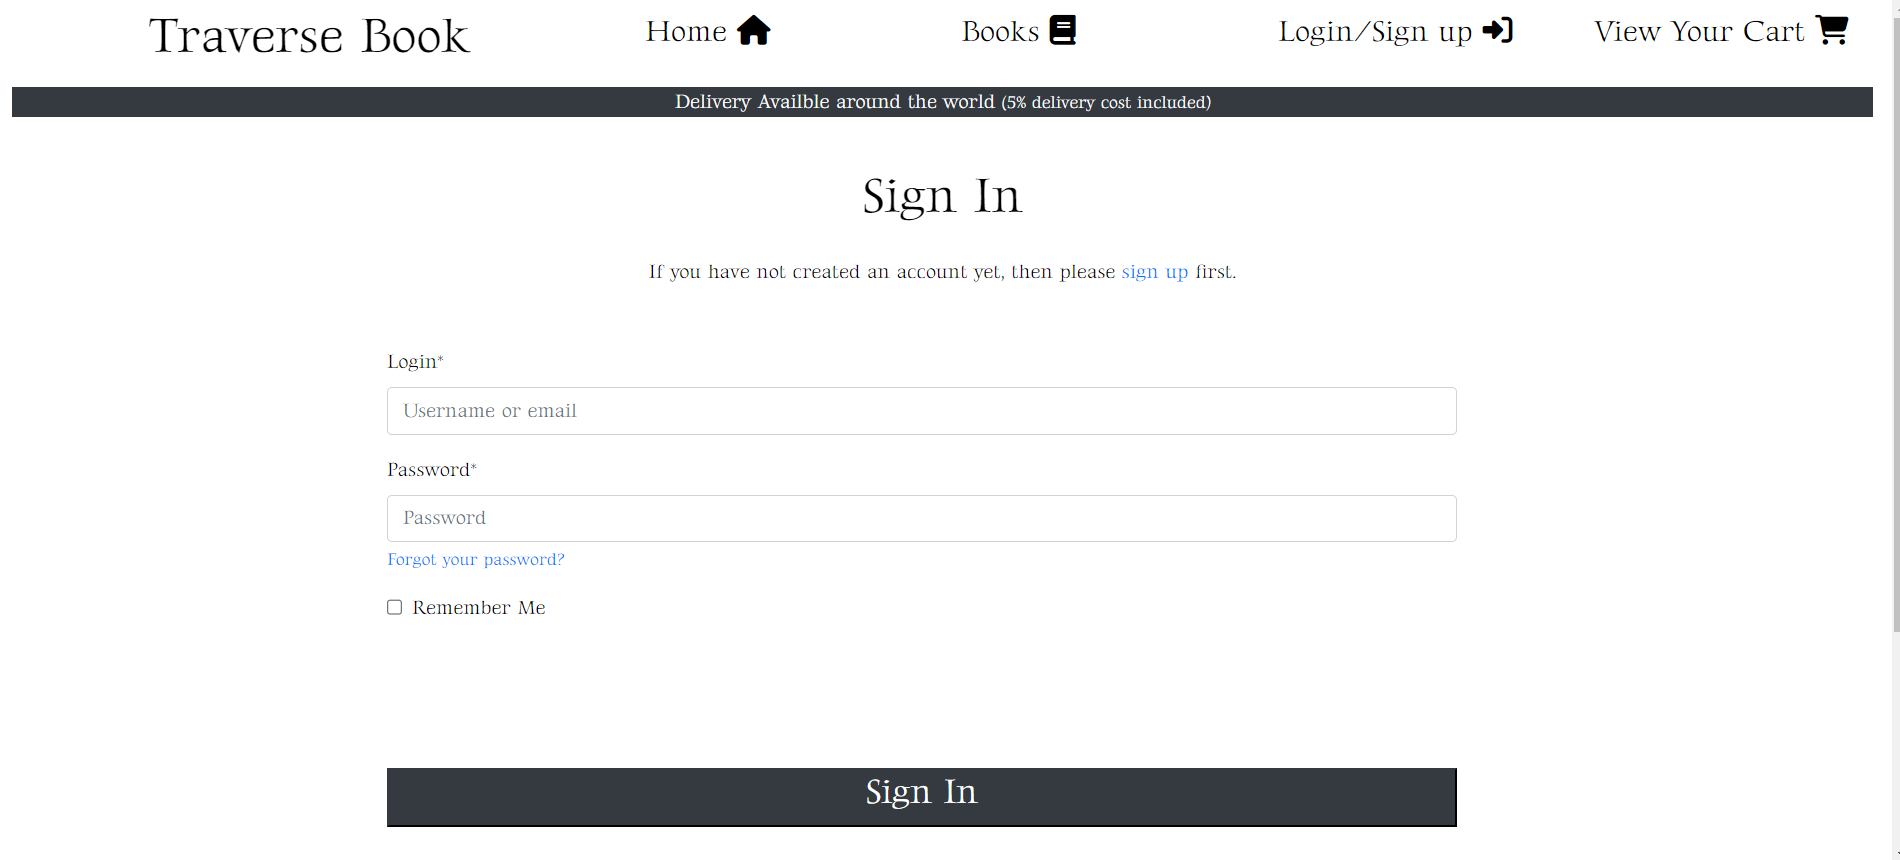 Traverse Book
Home
Books
Login/Sign up
View Your Cart
Delivery Availble around the world (5% delivery cost included)
Sign In
If you have not created an account yet, then please sign up first.
Login*
Username or email
Password*
Password
Forgot your password?
Remember Me
Sign In